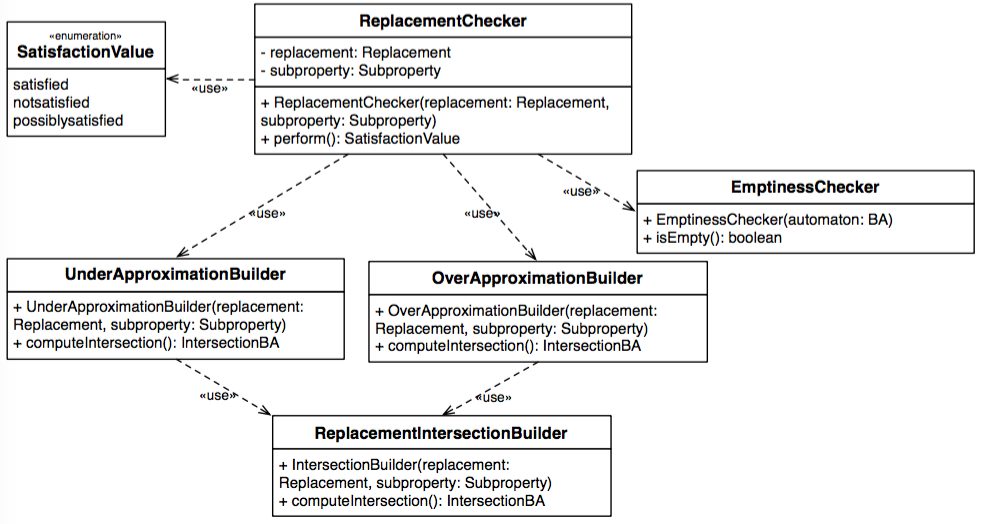 «enumeration»
SatisfactionValue
satisfied
notsatisfied
possiblysatisfied
«use»
ReplacementChecker
- replacement: Replacement
- subproperty: Subproperty
+ ReplacementChecker(replacement: Replacement,
subproperty: Subproperty)
+ perform(): SatisfactionValue
«use»
«use»
«use»
EmptinessChecker
+ EmptinessChecker(automaton: BA)
+ isEmpty(): boolean
UnderApproximationBuilder
+ UnderApproximationBuilder(replacement:
Replacement, subproperty: Subproperty)
+ computeIntersection(): IntersectionBA
OverApproximationBuilder
+ OverApproximationBuilder(replacement:
Replacement, subproperty: Subproperty)
+ computeIntersection(): IntersectionBA
«use»
«use»
ReplacementIntersectionBuilder
+ IntersectionBuilder(replacement:
Replacement, subproperty: Subproperty)
+ computeIntersection(): IntersectionBA